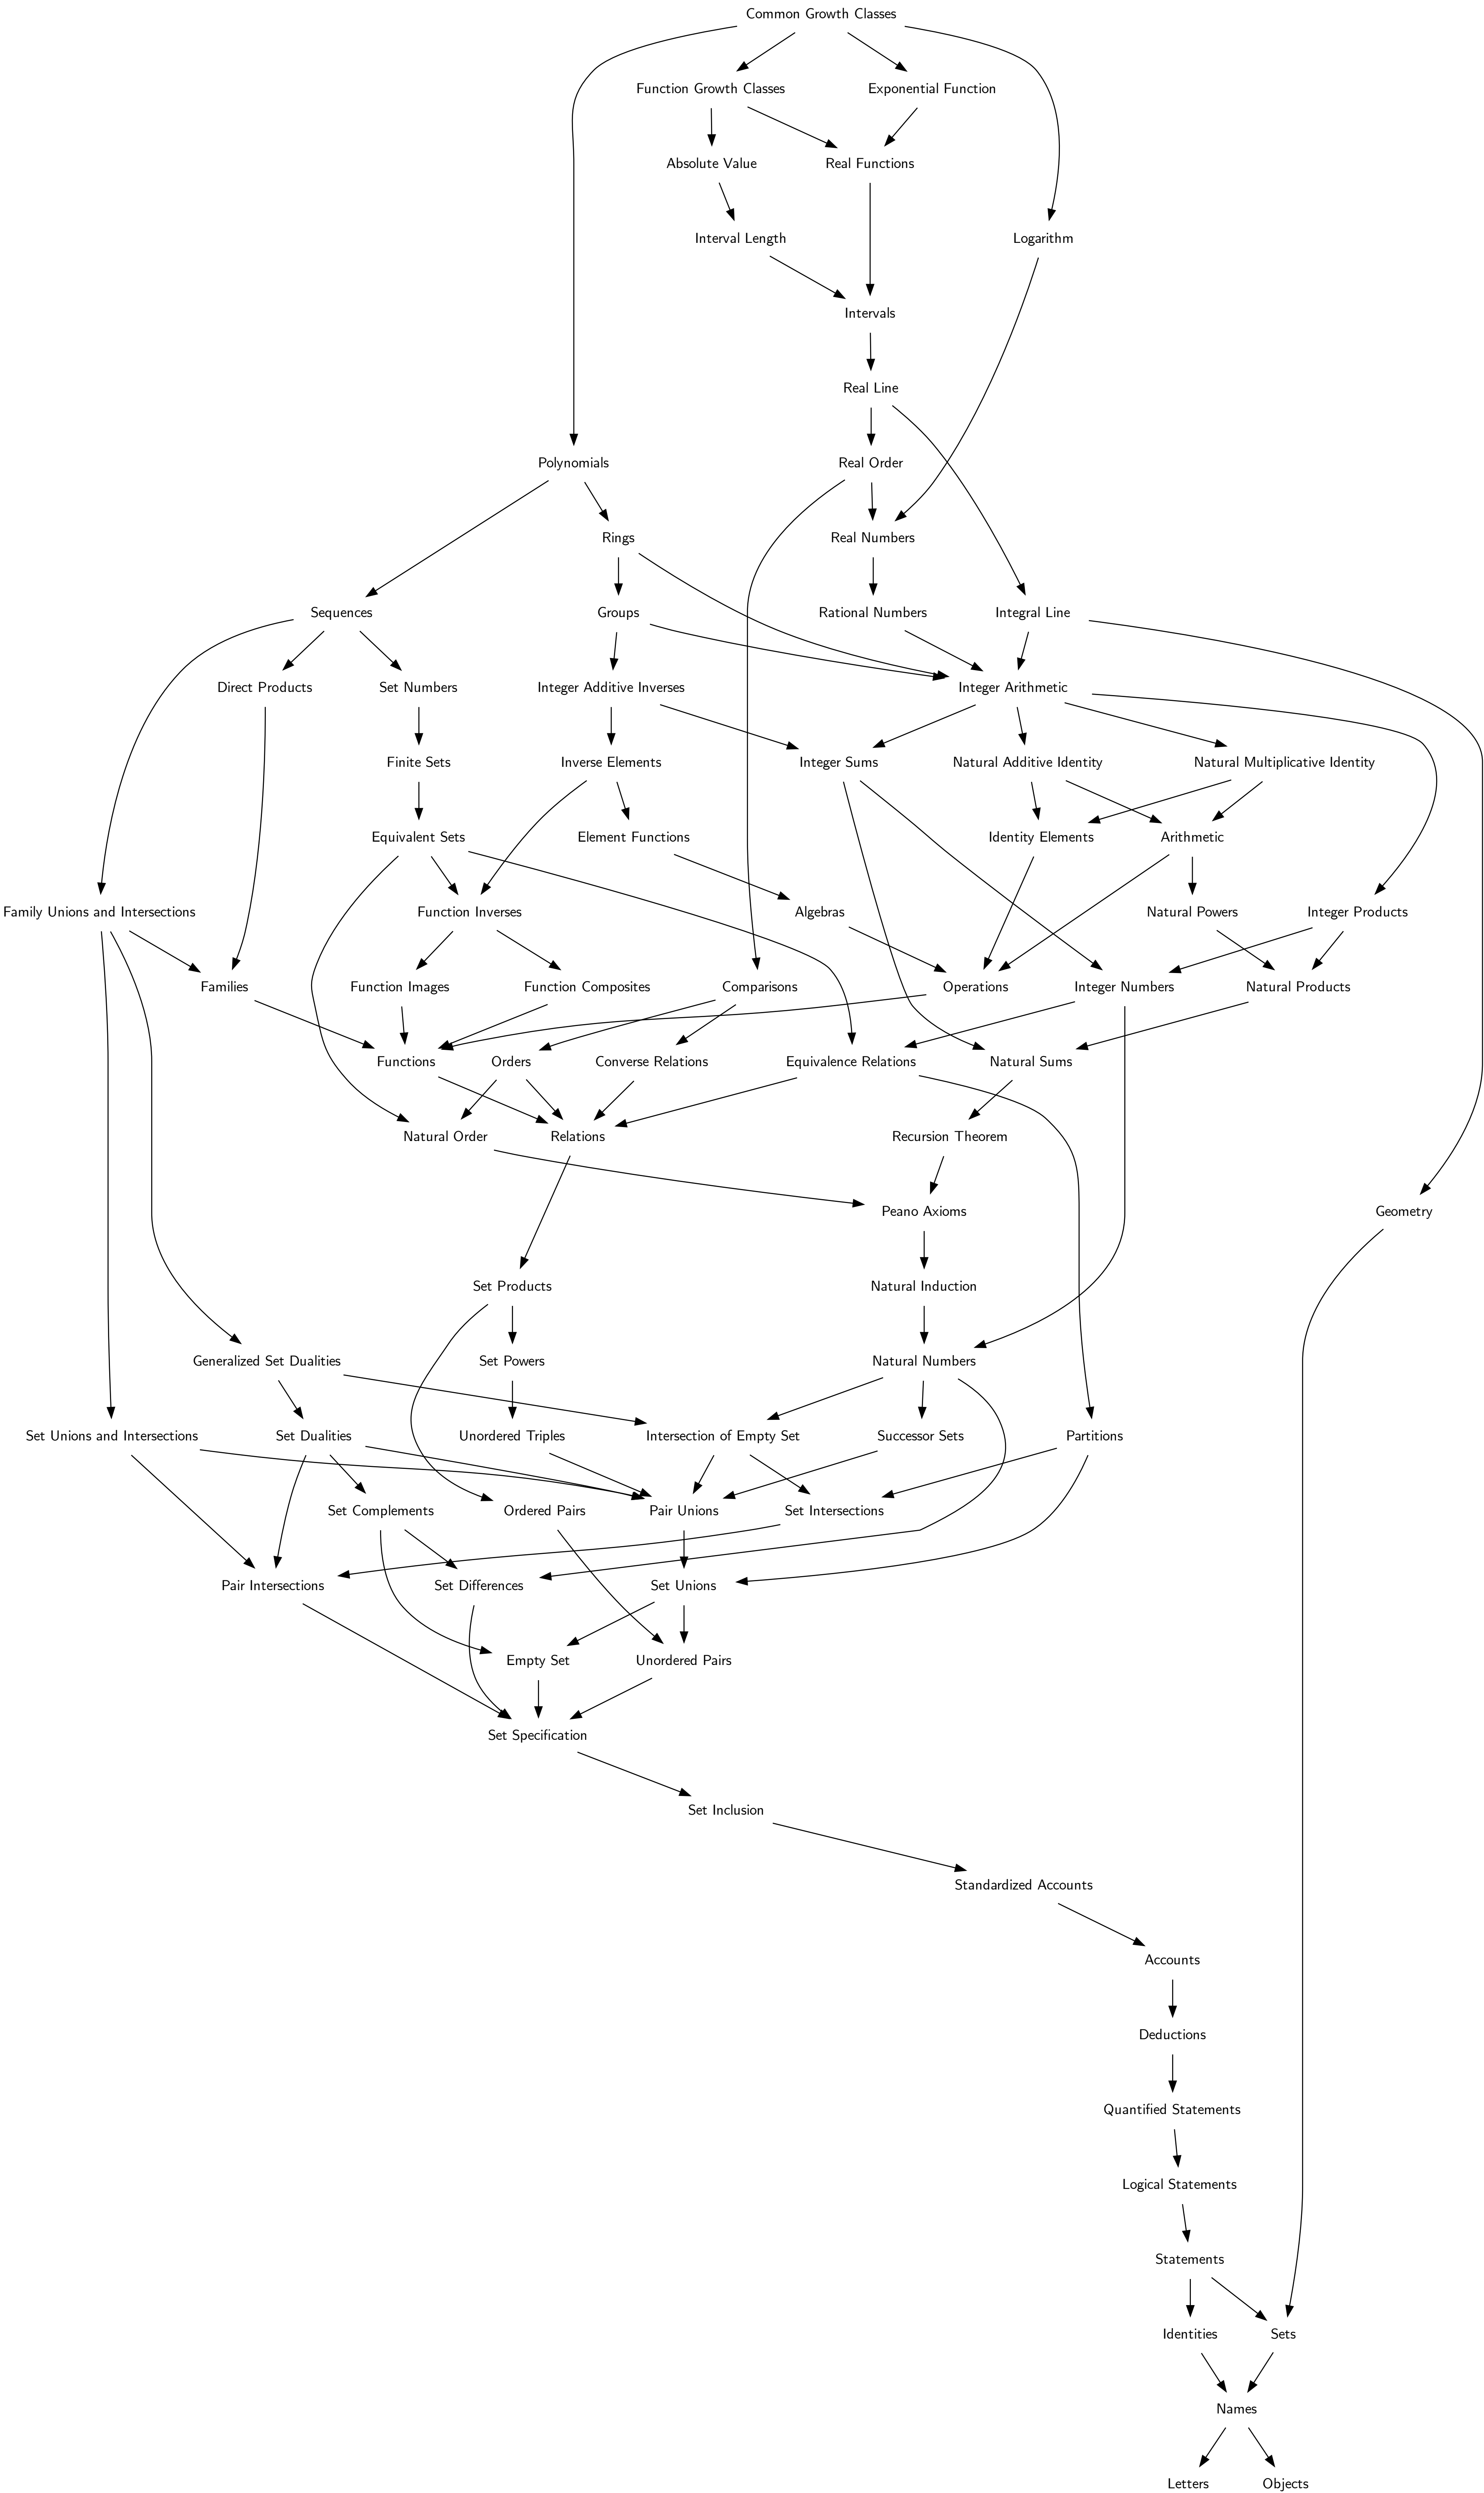 Common Growth Classes
Function Growth Classes
Exponential Function
Absolute Value
Real Functions
Interval Length
Logarithm
Intervals
Real Line
Polynomials
Real Order
Rings
Real Numbers
Sequences
Groups
Rational Numbers
Integral Line
Direct Products
Set Numbers
Integer Additive Inverses
Integer Arithmetic
Finite Sets
Inverse Elements
Integer Sums
Natural Additive Identity
Natural Multiplicative Identity
Equivalent Sets
Element Functions
Identity Elements
Arithmetic
Family Unions and Intersections
Function Inverses
Algebras
Natural Powers
Integer Products
Families
Function Images
Function Composites
Comparisons
Operations
Integer Numbers
Natural Products
Functions
Orders
Converse Relations
Equivalence Relations
Natural Sums
Natural Order
Relations
Recursion Theorem
Peano Axioms
Geometry
Set Products
Natural Induction
Generalized Set Dualities
Set Powers
Natural Numbers
Set Unions and Intersections
Set Dualities
Unordered Triples
Intersection of Empty Set
Successor Sets
Partitions
Set Complements
Ordered Pairs
Pair Unions
Set Intersections
Pair Intersections
Set Differences
Set Unions
Empty Set
Unordered Pairs
Set Specification
Set Inclusion
Standardized Accounts
Accounts
Deductions
Quantified Statements
Logical Statements
Statements
Identities
Sets
Names
Letters
Objects